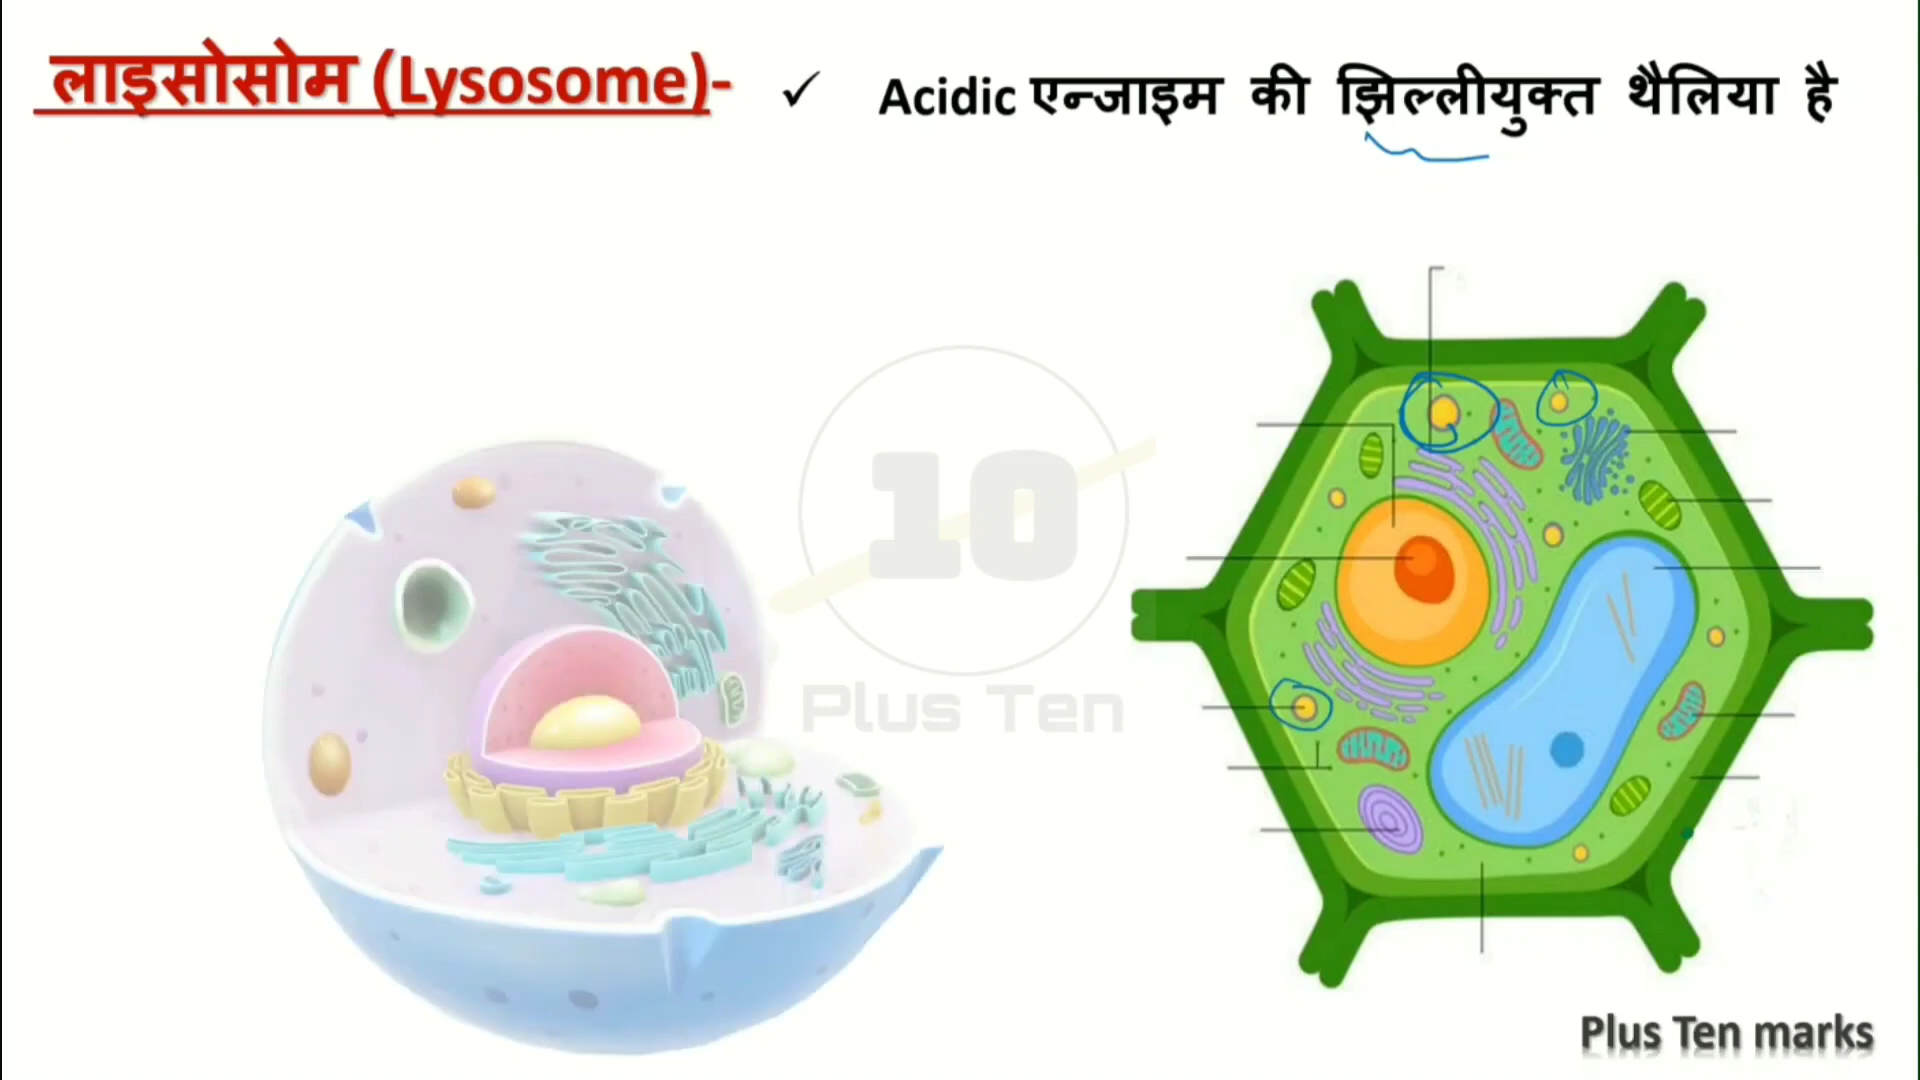 लाइसोसोम (Lysosome)-
✓ Acidic एन्जाइम की झिल्लीयुक्त थैलिया है
10
Plus Ten
Plus Ten marks